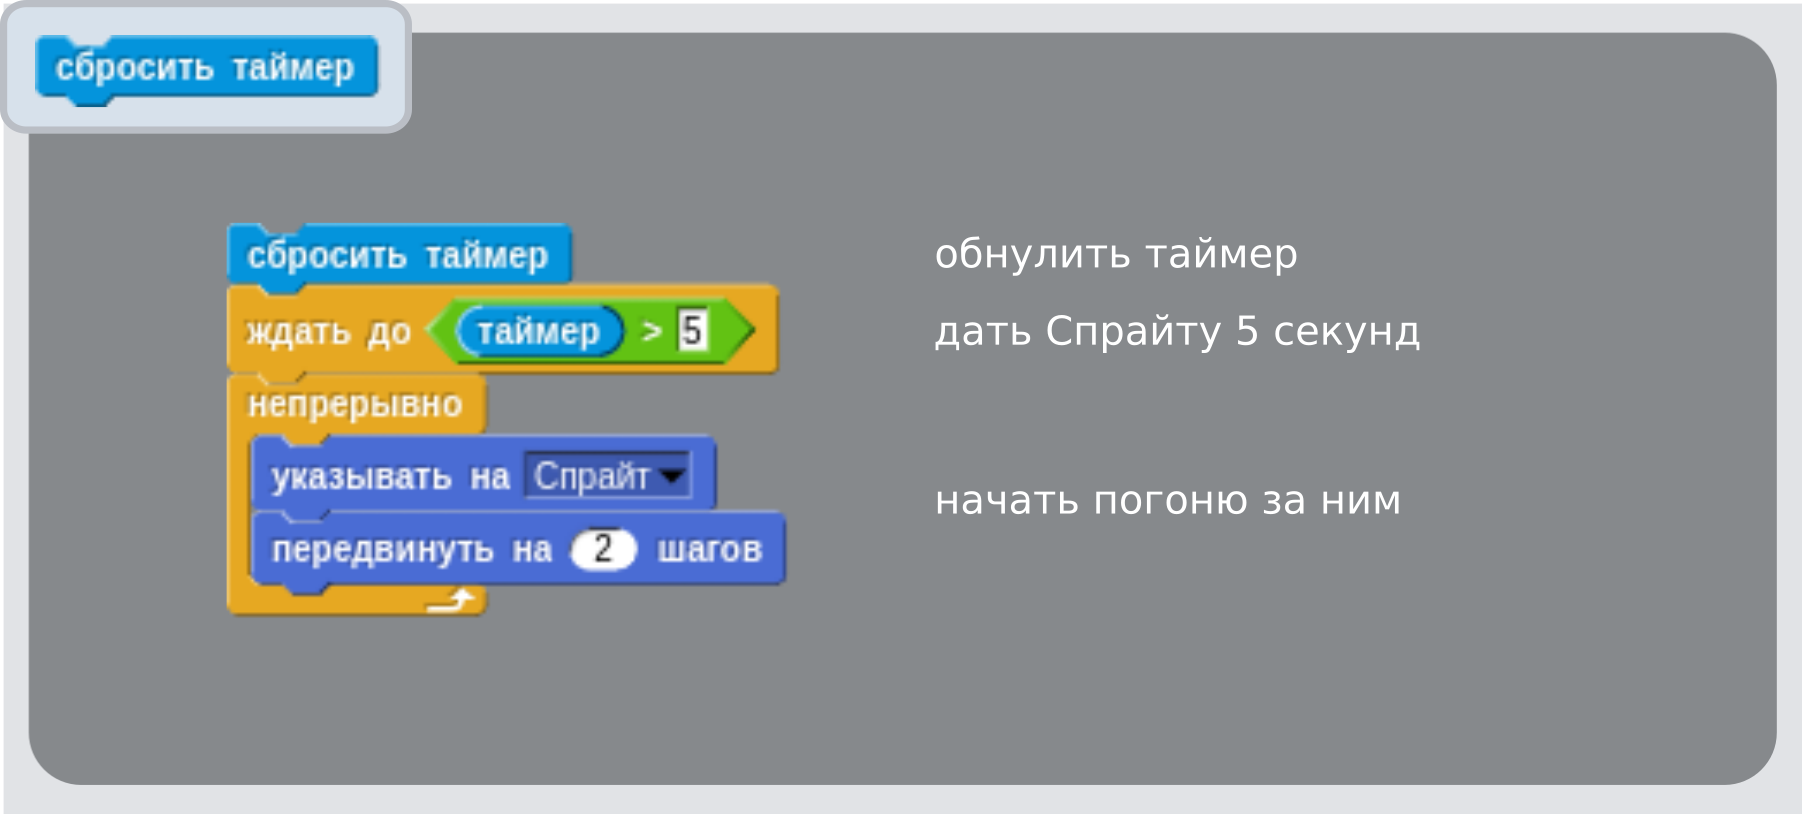 сбросить таймер
сбросить таймер
обнулить таймер
ждать до таймер > 5
дать Спрайту 5 секунд
непрерывно
указывать на Спрайт
начать погоню за ним
передвинуть на 2 шагов